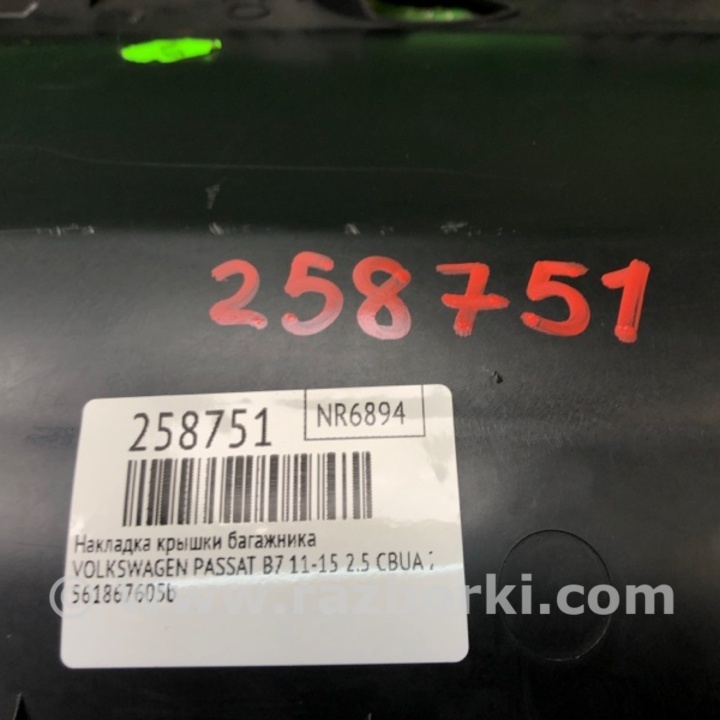 258751
258751
NR6894
Накладка крышки багажника
VOLKSWAGEN PASSAT B7 11-15 2.5 CBUA
561867605b
© www.razborki.com